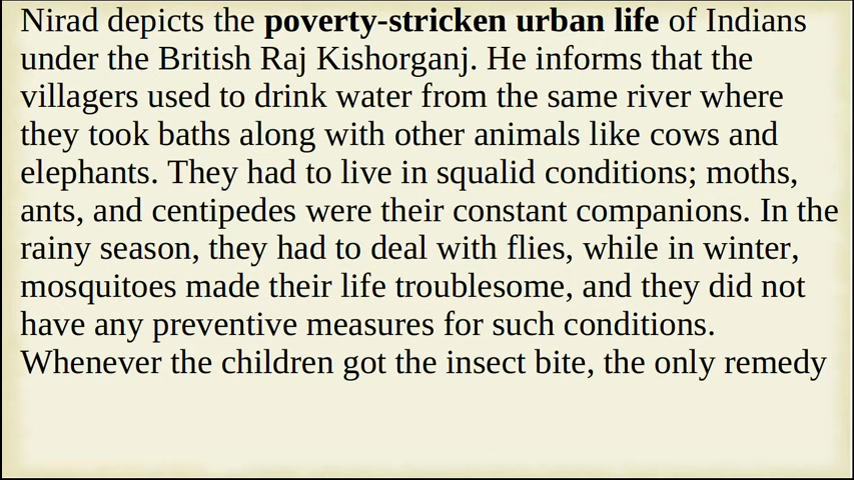 Nirad depicts the poverty-stricken urban life of Indians
under the British Raj Kishorganj. He informs that the
villagers used to drink water from the same river where
they took baths along with other animals like cows and
elephants. They had to live in squalid conditions; moths,
ants, and centipedes were their constant companions. In the
rainy season, they had to deal with flies, while in winter,
mosquitoes made their life troublesome, and they did not
have any preventive measures for such conditions.
Whenever the children got the insect bite, the only remedy